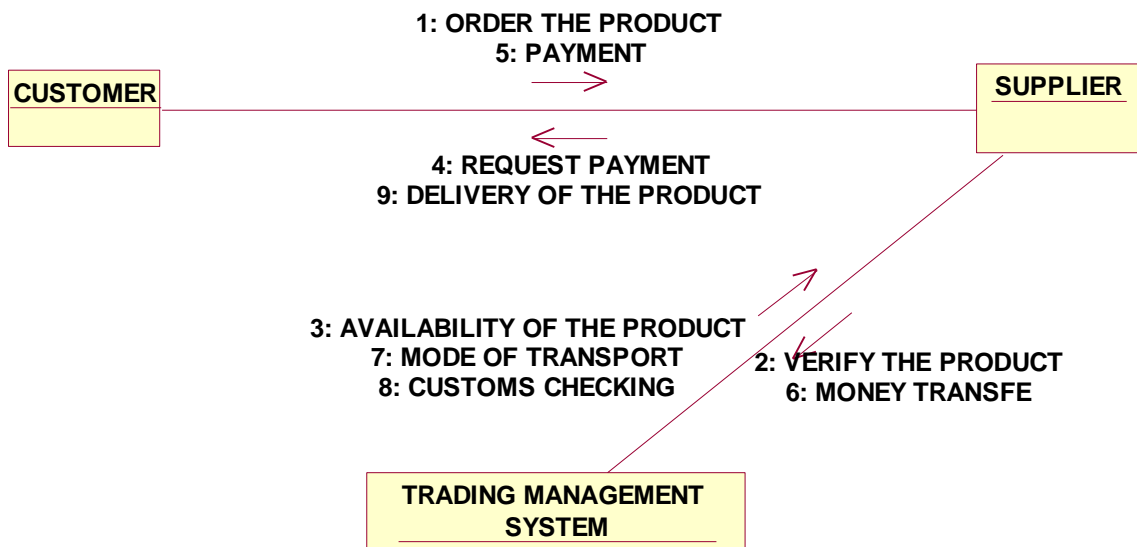 1: ORDER THE PRODUCT
5: PAYMENT
CUSTOMER
SUPPLIER
4: REQUEST PAYMENT
9: DELIVERY OF THE PRODUCT
3: AVAILABILITY OF THE PRODUCT
7: MODE OF TRANSPORT
8: CUSTOMS CHECKING
2: VERIFY THE PRODUCT
6: MONEY TRANSFE
TRADING MANAGEMENT
SYSTEM